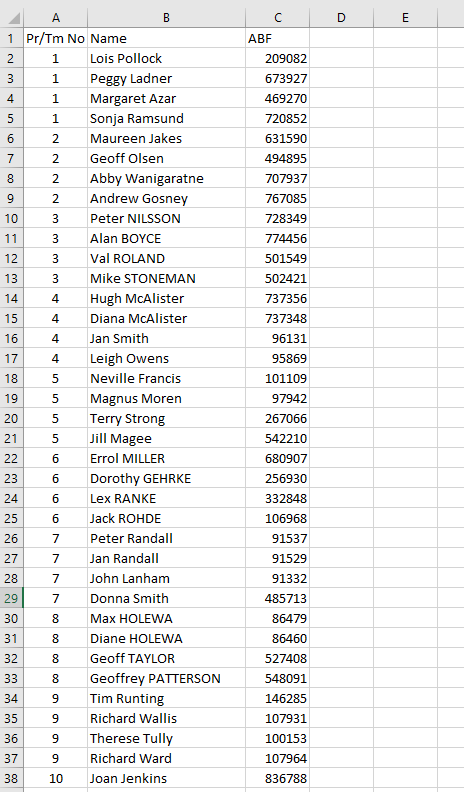 A B C D E
1 Pr/Tm No Name ABF
2 1 Lois Pollock 209082
3 1 Peggy Ladner 673927
4 1 Margaret Azar 469270
5 1 Sonja Ramsund 720852
6 2 Maureen Jakes 631590
7 2 Geoff Olsen 494895
8 2 Abby Wanigaratne 707937
9 2 Andrew Gosney 767085
10 3 Peter NILSSON 728349
11 3 Alan BOYCE 774456
12 3 Val ROLAND 501549
13 3 Mike STONEMAN 502421
14 4 Hugh McAlister 737356
15 4 Diana McAlister 737348
16 4 Jan Smith 96131
17 4 Leigh Owens 95869
18 5 Neville Francis 101109
19 5 Magnus Moren 97942
20 5 Terry Strong 267066
21 5 Jill Magee 542210
22 6 Errol MILLER 680907
23 6 Dorothy GEHRKE 256930
24 6 Lex RANKE 332848
25 6 Jack ROHDE 106968
26 7 Peter Randall 91537
27 7 Jan Randall 91529
28 7 John Lanham 91332
29 7 Donna Smith 485713
30 8 Max HOLEWA 86479
31 8 Diane HOLEWA 86460
32 8 Geoff TAYLOR 527408
33 8 Geoffrey PATTERSON 548091
34 9 Tim Runting 146285
35 9 Richard Wallis 107931
36 9 Therese Tully 100153
37 9 Richard Ward 107964
38 10 Joan Jenkins 836788